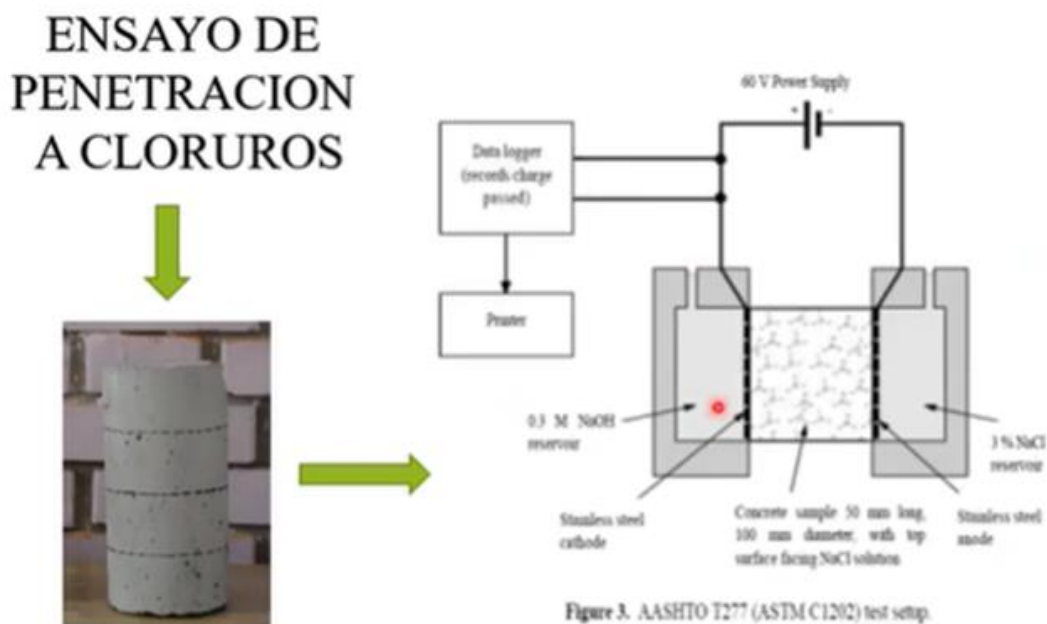 ENSAYO DE
PENETRACION
A CLORUROS
60 V Power Supply
+ -
Data logger
(records charge
passed)
Printer
0.3 M NaOH
reservoir
3 % NaCl
reservoir
Stainless steel
cathode
Concrete sample 50 mm long,
100 mm diameter, with top
surface facing NaCl solution
Stainless steel
anode
Figure 3. AASHTO T277 (ASTM C1202) test setup.